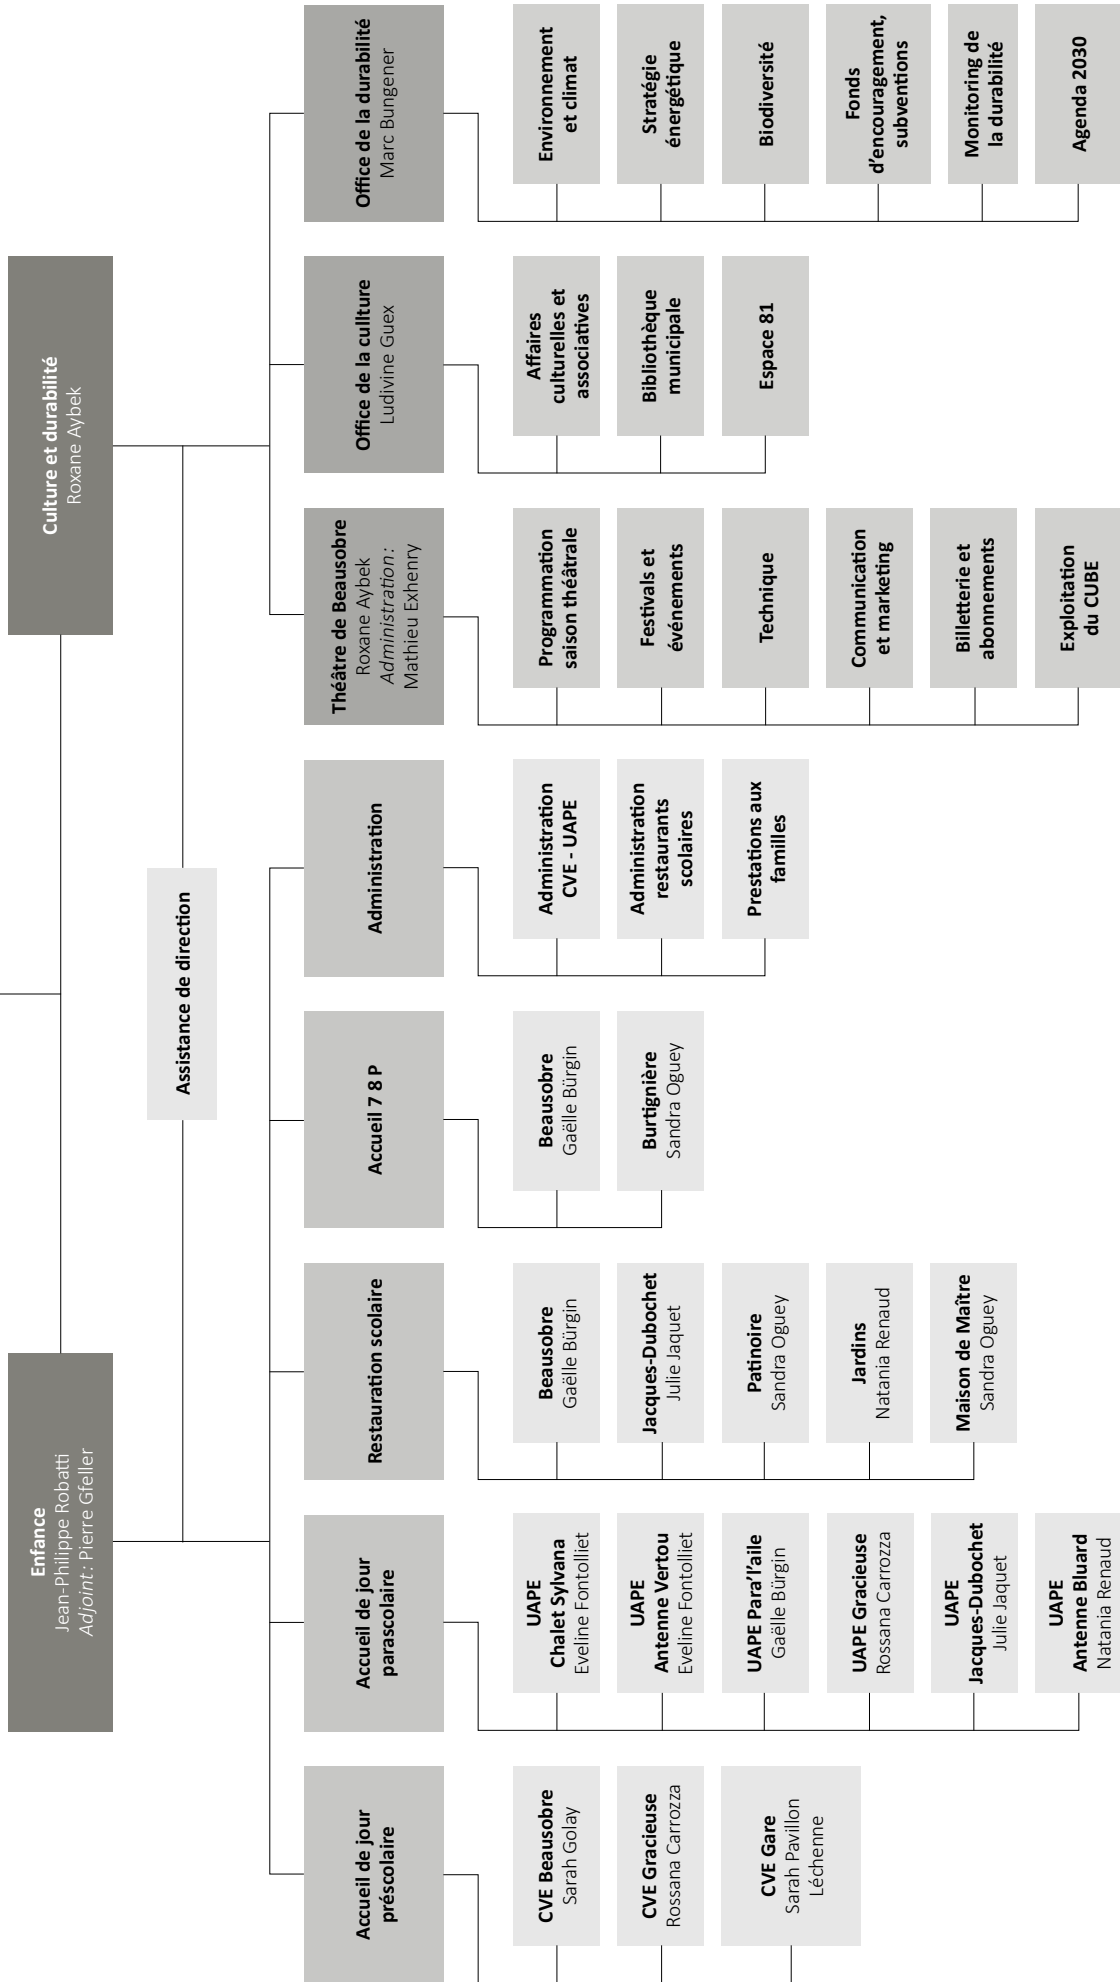 Enfance
Jean-Philippe Robatti
Adjoint : Pierre Gfeller
Culture et durabilité
Roxane Aybek
Assistance de direction
Accueil de jour
préscolaire
CVE Beausobre
Sarah Golay
CVE Gracieuse
Rossana Carrozza
CVE Gare
Sarah Pavillon
Léchenne
Accueil de jour
parascolaire
UAPE
Chalet Sylvana
Eveline Fontolliet
UAPE
Antenne Vertou
Eveline Fontolliet
UAPE Para'l'aile
Gaëlle Bürgin
UAPE Gracieuse
Rossana Carrozza
UAPE
Jacques-Dubochet
Julie Jaquet
UAPE
Antenne Bluard
Natania Renaud
Restauration scolaire
Beausobre
Gaëlle Bürgin
Jacques-Dubochet
Julie Jaquet
Patinoire
Sandra Oguey
Jardins
Natania Renaud
Maison de Maître
Sandra Oguey
Accueil 7 8 P
Beausobre
Gaëlle Bürgin
Burtignière
Sandra Oguey
Administration
Administration
CVE - UAPE
Administration
restaurants
scolaires
Prestations aux
familles
Théâtre de Beausobre
Roxane Aybek
Administration :
Mathieu Exhenry
Programmation
saison théâtrale
Festivals et
événements
Technique
Communication
et marketing
Billetterie et
abonnements
Exploitation
du CUBE
Office de la cullture
Ludivine Guex
Affaires
culturelles et
associatives
Bibliothèque
municipale
Espace 81
Office de la durabilité
Marc Bungener
Environnement
et climat
Stratégie
énergétique
Biodiversité
Fonds
d'encouragement,
subventions
Monitoring de
la durabilité
Agenda 2030